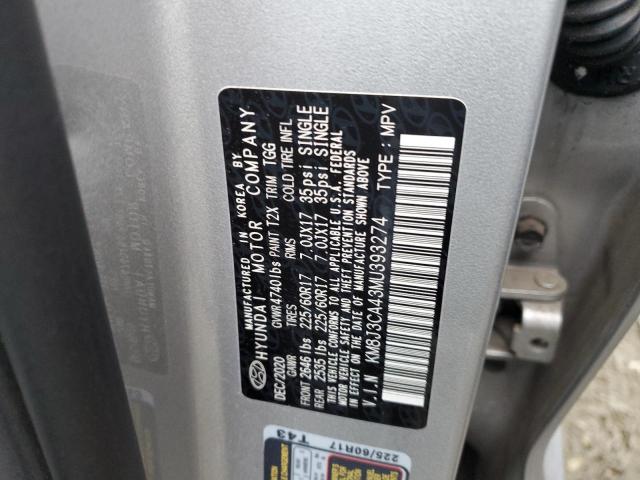 MANUFACTURED IN KOREA BY
HYUNDAI MOTOR COMPANY
DEC/2020 GVWR 4740 lbs PAINT T2X TRIM TGG
GAWR TIRES RIMS COLD TIRE INFL
FRONT 2646 lbs 225/60R17 7.0JX17 35psi SINGLE
REAR 2535 lbs 225/60R17 7.0JX17 35psi SINGLE
THIS VEHICLE CONFORMS TO ALL APPLICABLE U.S.A. FEDERAL
MOTOR VEHICLE SAFETY AND THEFT PREVENTION STANDARDS
IN EFFECT ON THE DATE OF MANUFACTURE SHOWN ABOVE
V.I.N KM8J3CA43MU393274 TYPE : MPV
225/60R17
T43